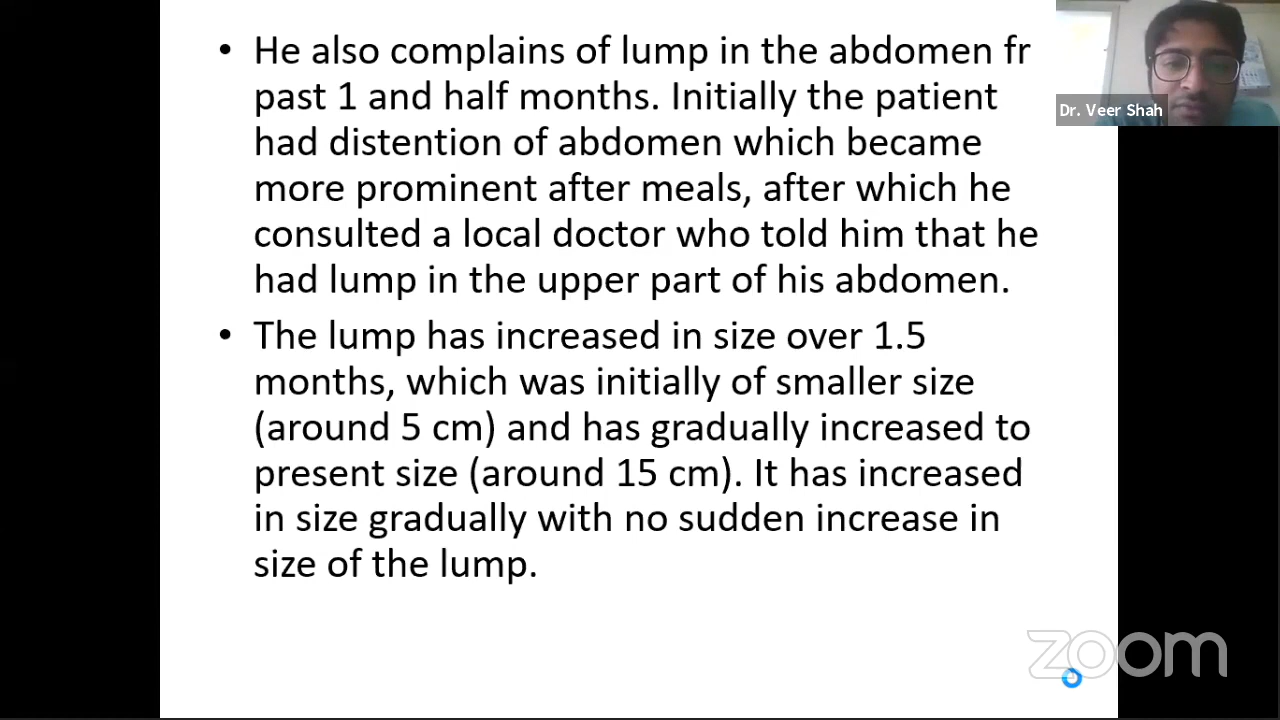 • He also complains of lump in the abdomen fr
past 1 and half months. Initially the patient
had distention of abdomen which became
more prominent after meals, after which he
consulted a local doctor who told him that he
had lump in the upper part of his abdomen.
• The lump has increased in size over 1.5
months, which was initially of smaller size
(around 5 cm) and has gradually increased to
present size (around 15 cm). It has increased
in size gradually with no sudden increase in
size of the lump.
Dr. Veer Shah
zoom